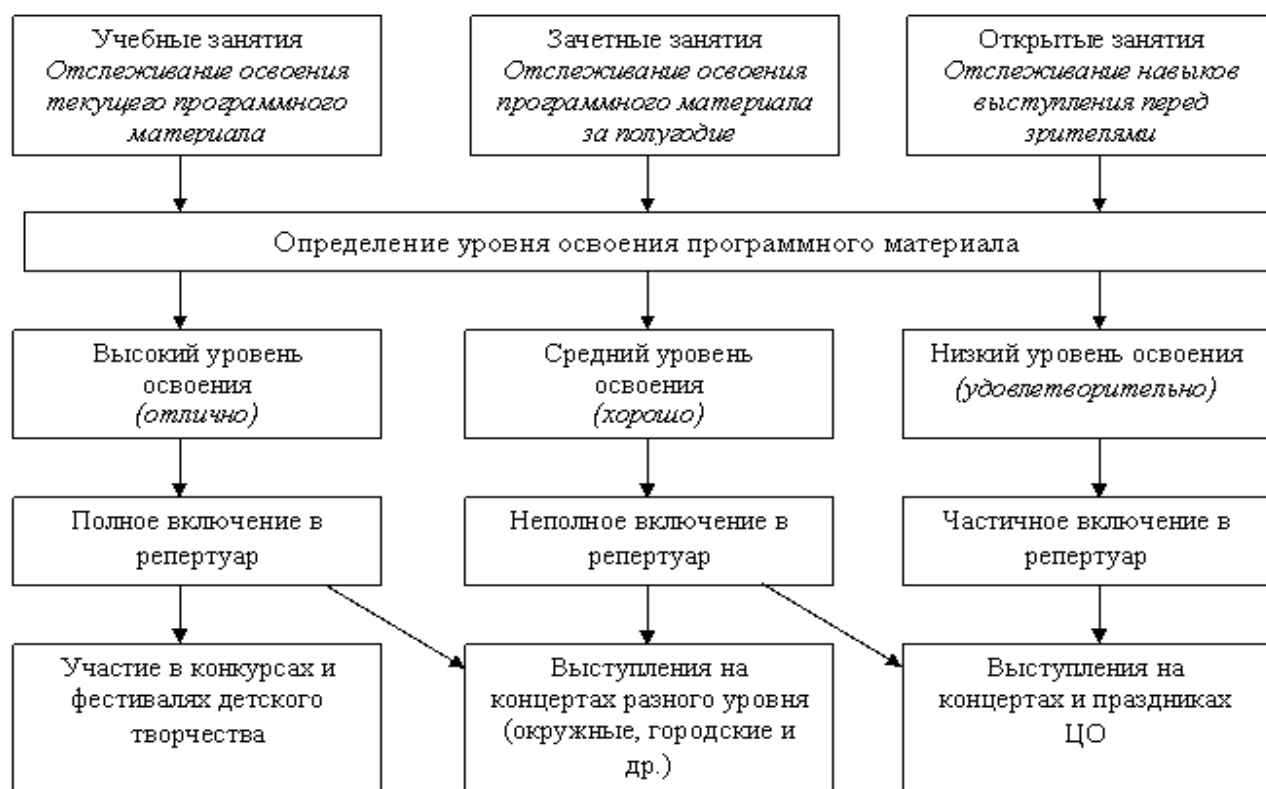 Учебные занятия
Отслеживание освоения
текущего программного
материала
Зачетные занятия
Отслеживание освоения
программного материала
за полугодие
Открытые занятия
Отслеживание навыков
выступления перед
зрителями
Определение уровня освоения программного материала
Высокий уровень
освоения
(отлично)
Средний уровень
освоения
(хорошо)
Низкий уровень освоения
(удовлетворительно)
Полное включение в
репертуар
Неполное включение в
репертуар
Частичное включение в
репертуар
Участие в конкурсах и
фестивалях детского
творчества
Выступления на
концертах разного уровня
(окружные, городские и
др.)
Выступления на
концертах и праздниках
ЦО